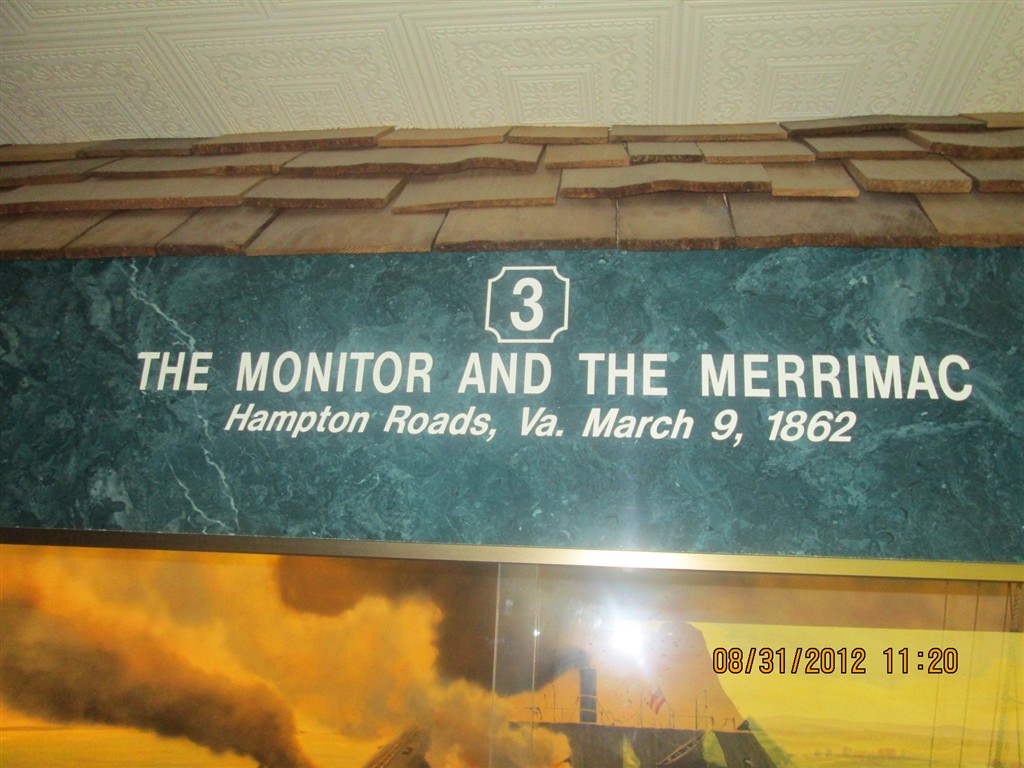 3
THE MONITOR AND THE MERRIMAC
Hampton Roads, Va. March 9, 1862
08/31/2012 11:20